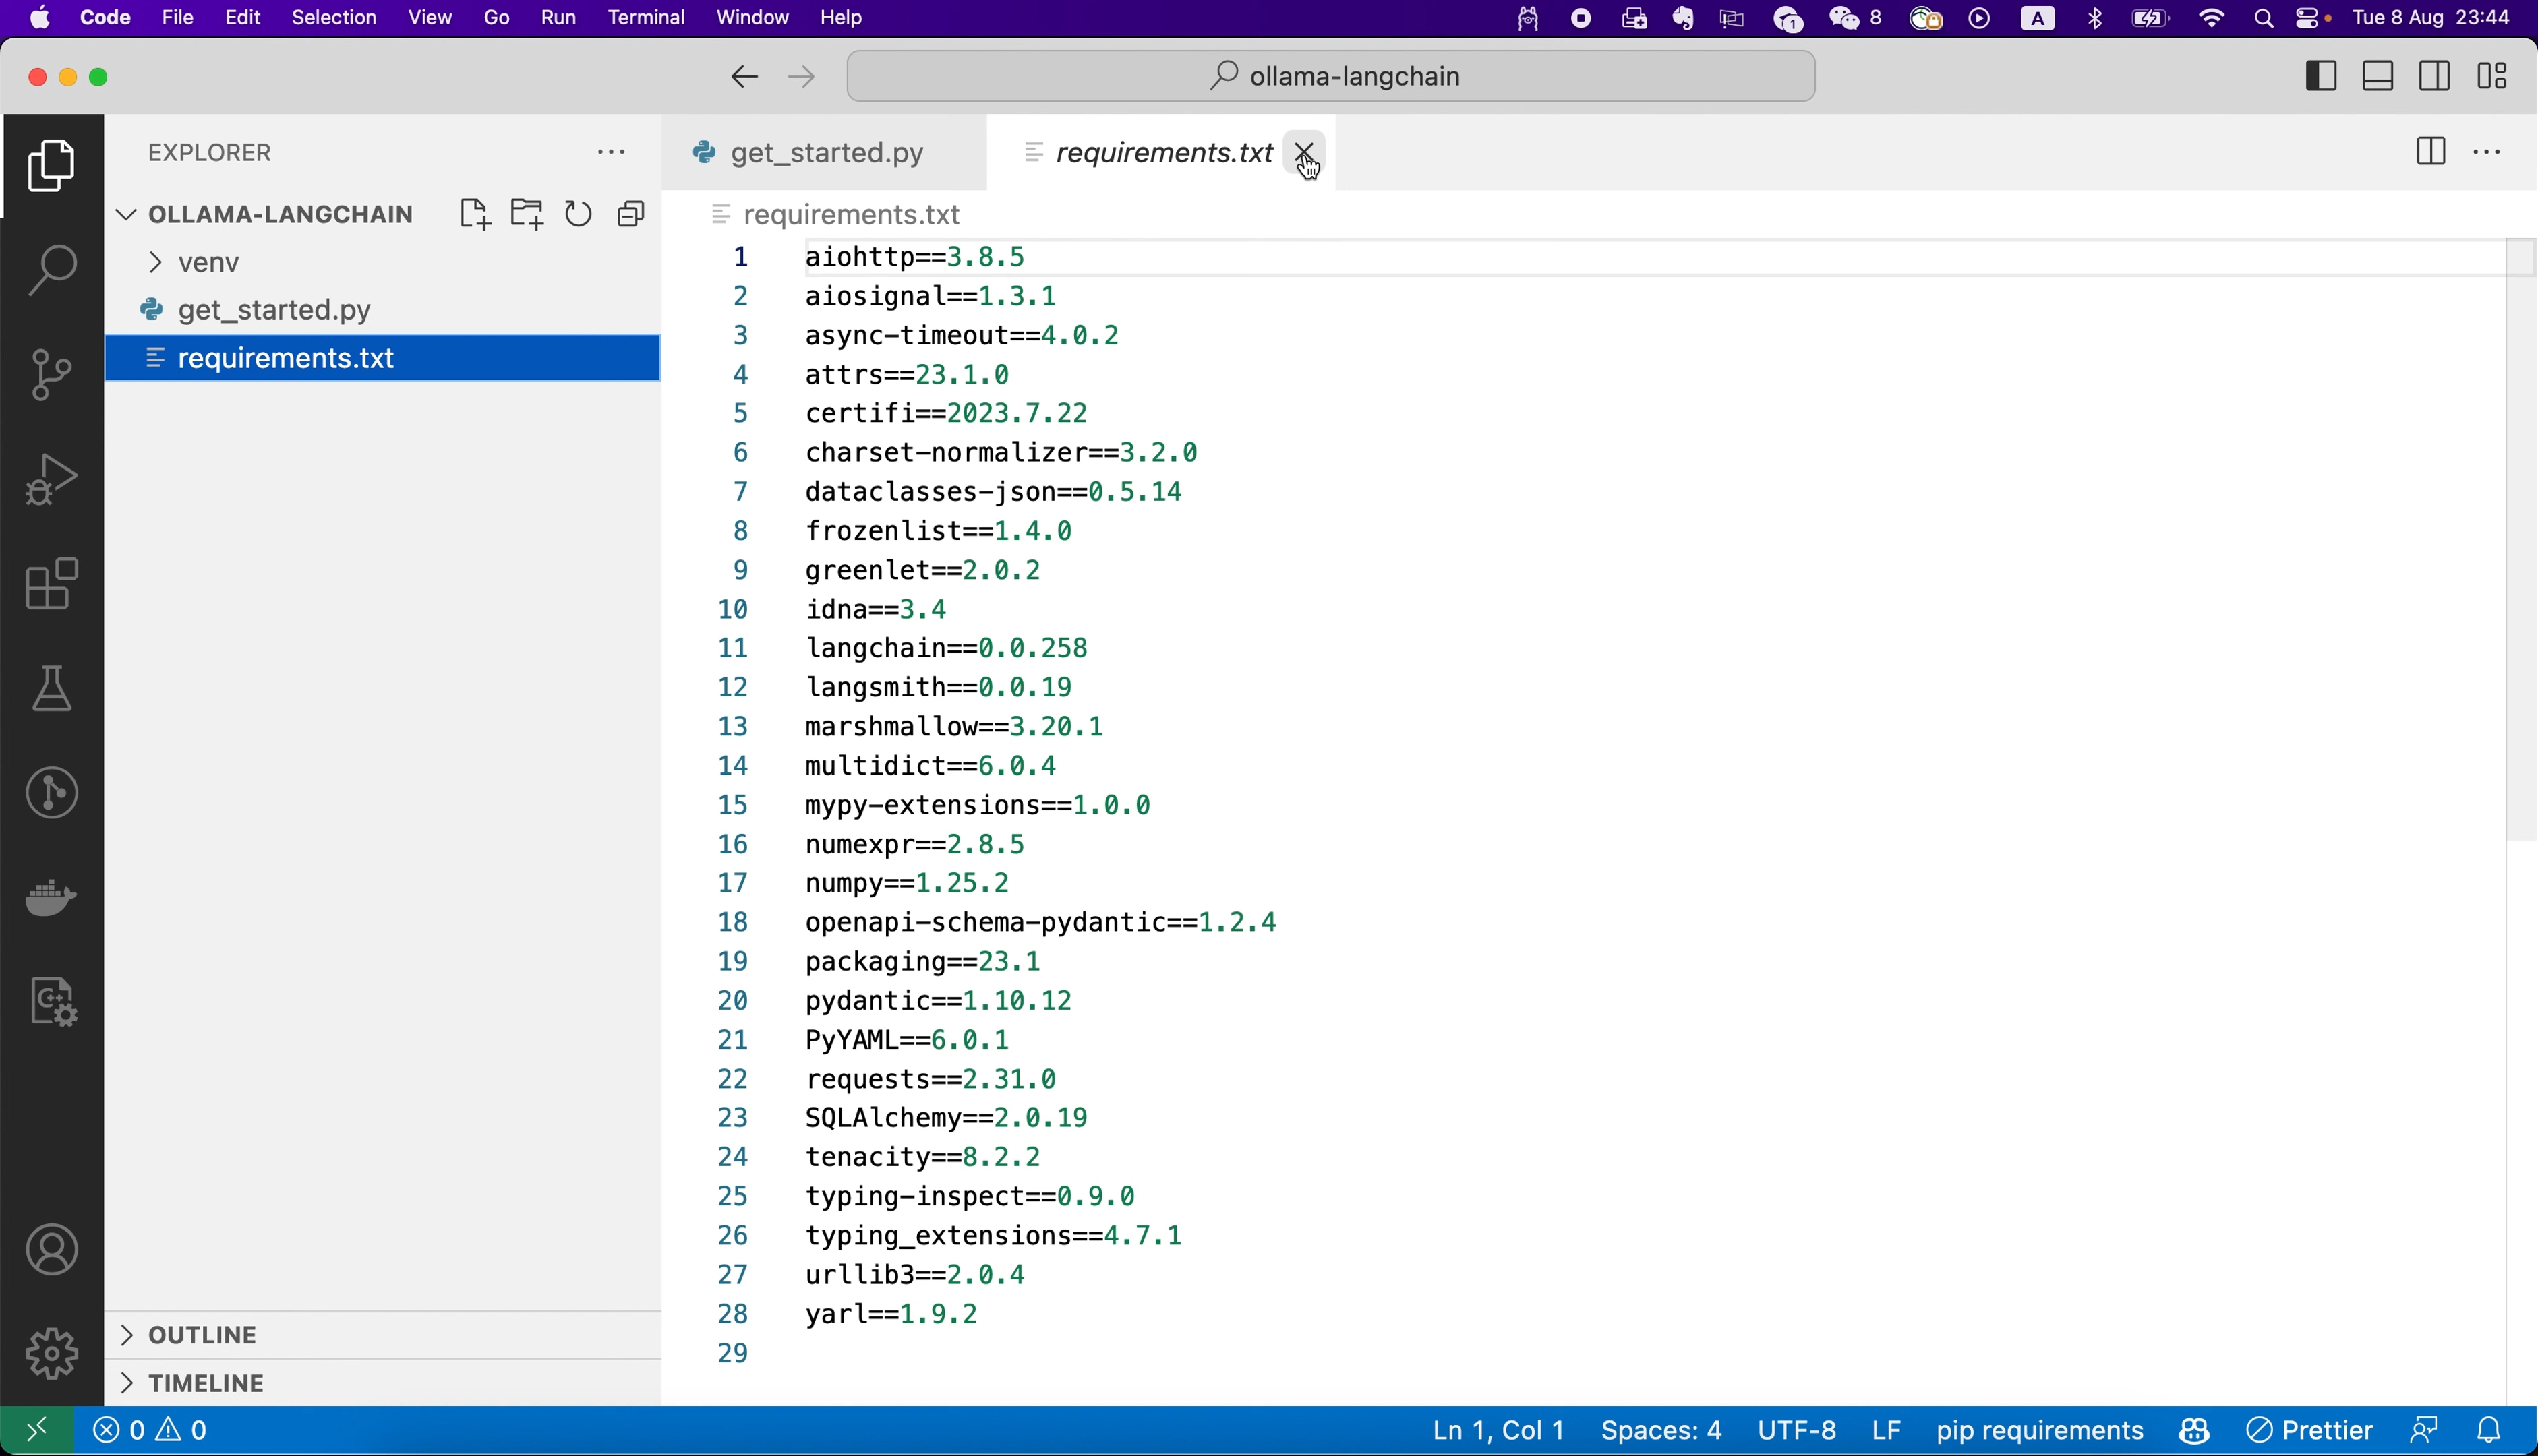 Code File Edit Selection View Go Run Terminal Window Help 1 8 A Tue 8 Aug 23:44
ollama-langchain
EXPLORER
OLLAMA-LANGCHAIN
venv
get_started.py
requirements.txt
OUTLINE
TIMELINE
get_started.py requirements.txt
requirements.txt
1 aiohttp==3.8.5
2 aiosignal==1.3.1
3 async-timeout==4.0.2
4 attrs==23.1.0
5 certifi==2023.7.22
6 charset-normalizer==3.2.0
7 dataclasses-json==0.5.14
8 frozenlist==1.4.0
9 greenlet==2.0.2
10 idna==3.4
11 langchain==0.0.258
12 langsmith==0.0.19
13 marshmallow==3.20.1
14 multidict==6.0.4
15 mypy-extensions==1.0.0
16 numexpr==2.8.5
17 numpy==1.25.2
18 openapi-schema-pydantic==1.2.4
19 packaging==23.1
20 pydantic==1.10.12
21 PyYAML==6.0.1
22 requests==2.31.0
23 SQLAlchemy==2.0.19
24 tenacity==8.2.2
25 typing-inspect==0.9.0
26 typing_extensions==4.7.1
27 urllib3==2.0.4
28 yarl==1.9.2
29
0 0 Ln 1, Col 1 Spaces: 4 UTF-8 LF pip requirements Prettier